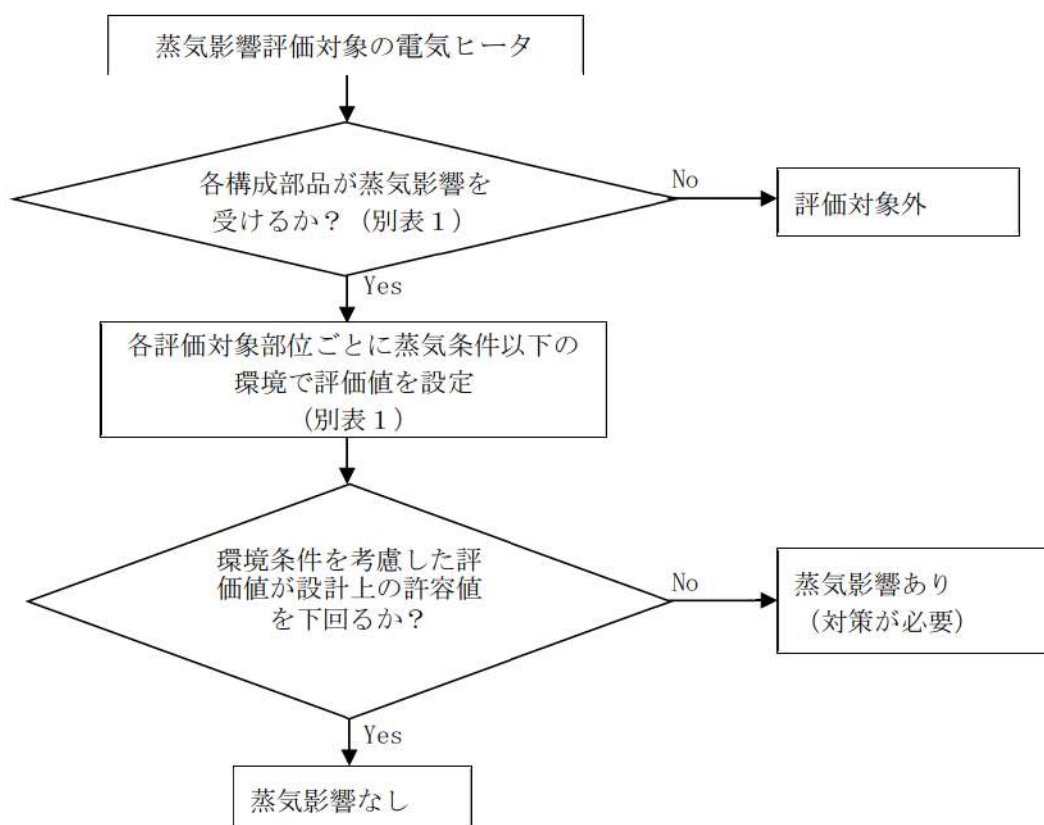 蒸気影響評価対象の電気ヒータ
各構成部品が蒸気影響を
受けるか？（別表１）
No
評価対象外
Yes
各評価対象部位ごとに蒸気条件以下の
環境で評価値を設定
（別表１）
環境条件を考慮した評
価値が設計上の許容値
を下回るか？
No
蒸気影響あり
（対策が必要）
Yes
蒸気影響なし